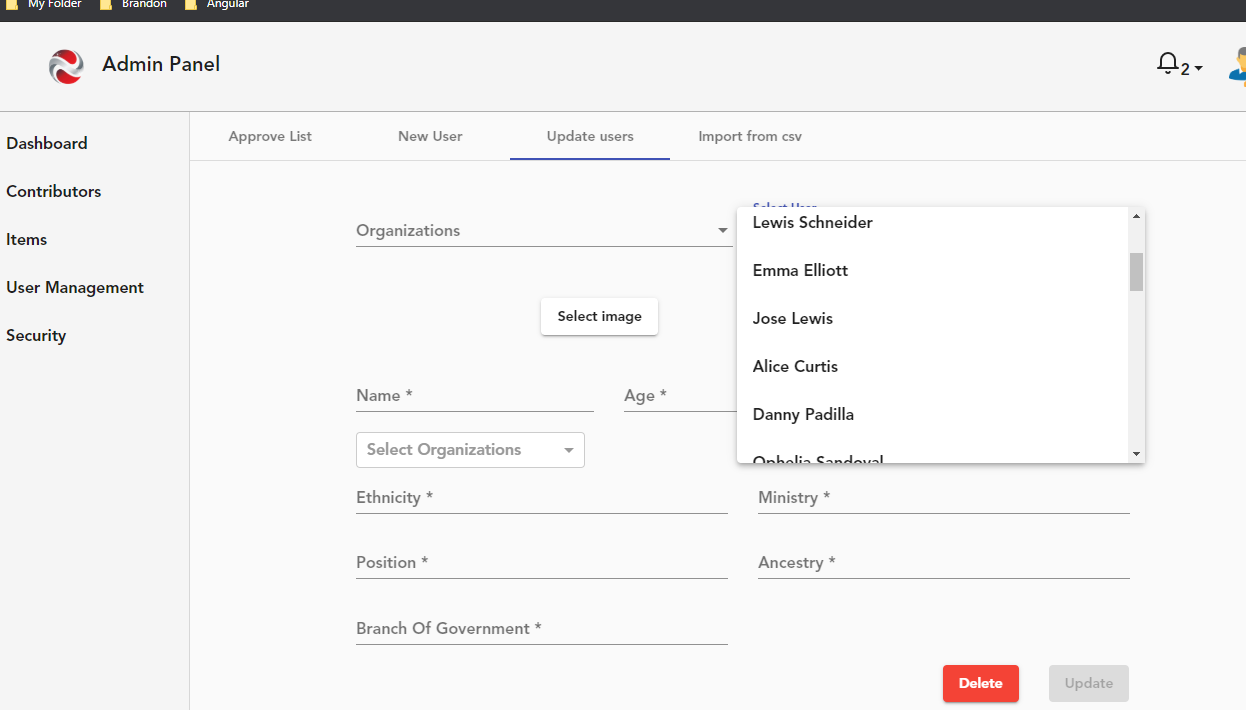 My Folder
Brandon
Angular
Admin Panel
2
Dashboard
Contributors
Items
User Management
Security
Approve List
New User
Update users
Import from csv
Organizations
Select User
Lewis Schneider
Emma Elliott
Jose Lewis
Alice Curtis
Danny Padilla
Ophelia Sandoval
Select image
Name *
Age *
Select Organizations
Ethnicity *
Ministry *
Position *
Ancestry *
Branch Of Government *
Delete
Update